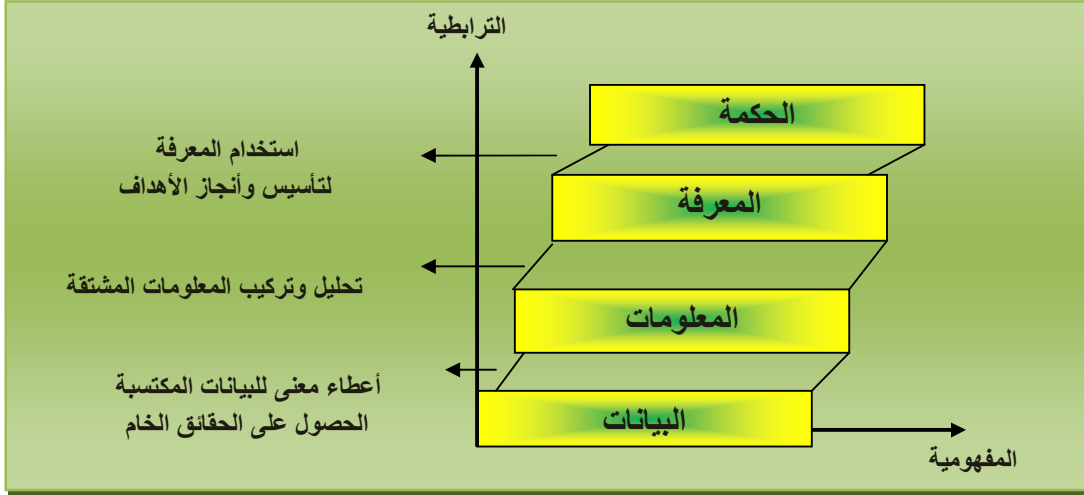 الترابطية
الحكمة
استخدام المعرفة
لتأسيس وأنجاز الأهداف
المعرفة
تحليل وتركيب المعلومات المشتقة
المعلومات
أعطاء معنى للبيانات المكتسبة
الحصول على الحقائق الخام
البيانات
المفهومية